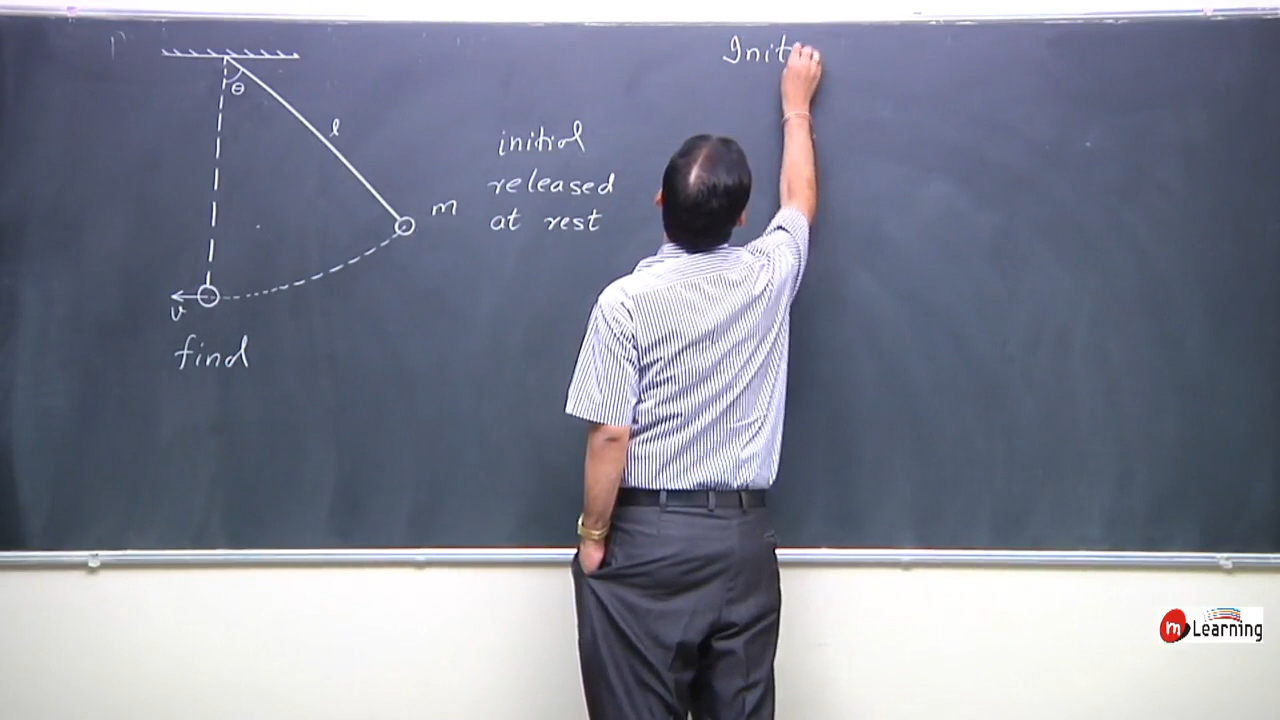 θ
l
m
initial
released
at rest
v
find
Init
m Learning